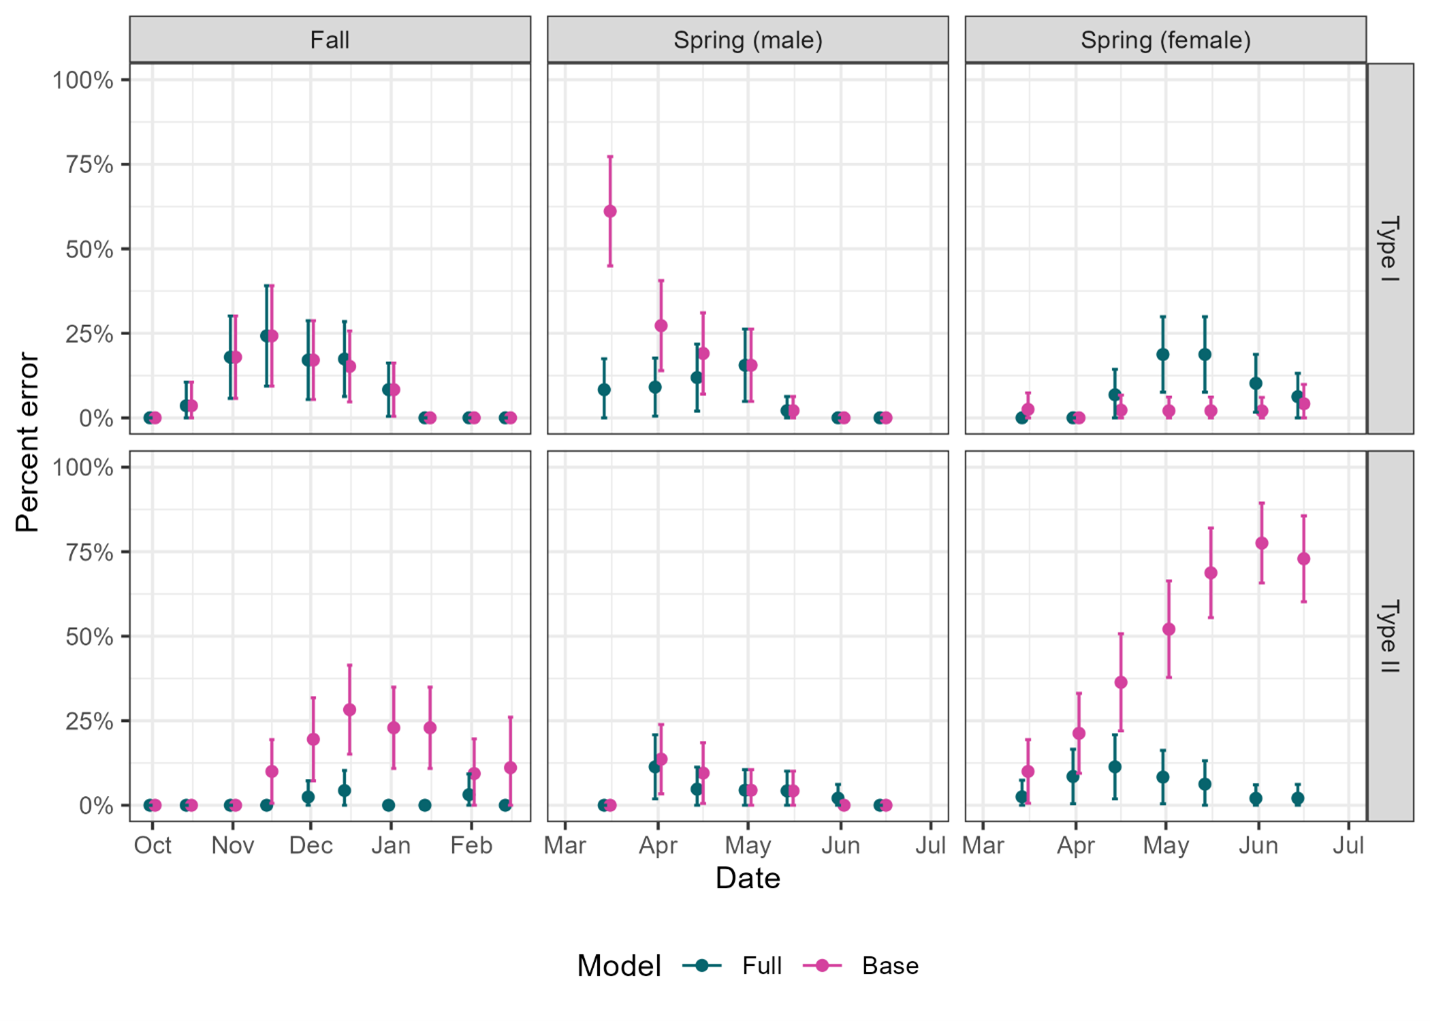 Fall
Spring (male)
Spring (female)
100%
75%
50%
25%
0%
Type I
100%
75%
50%
25%
0%
Type II
Percent error
Oct Nov Dec Jan Feb
Mar Apr May Jun Jul
Mar Apr May Jun Jul
Date
Model Full Base